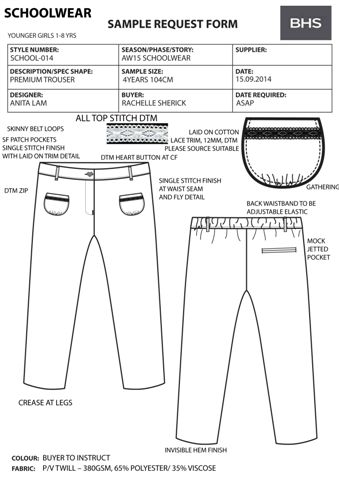 SCHOOLWEAR
SAMPLE REQUEST FORM
BHS
YOUNGER GIRLS 1-8 YRS
STYLE NUMBER:
SCHOOL-014
SEASON/PHASE/STORY:
AW15 SCHOOLWEAR
SUPPLIER:
DESCRIPTION/SPEC SHAPE:
PREMIUM TROUSER
SAMPLE SIZE:
4YEARS 104CM
DATE:
15.09.2014
DESIGNER:
ANITA LAM
BUYER:
RACHELLE SHERICK
DATE REQUIRED:
ASAP
ALL TOP STITCH DTM
SKINNY BELT LOOPS
SF PATCH POCKETS
SINGLE STITCH FINISH
WITH LAID ON TRIM DETAIL
LAID ON COTTON
LACE TRIM, 12MM, DTM
PLEASE SOURCE SUITABLE
DTM HEART BUTTON AT CF
GATHERING
DTM ZIP
SINGLE STITCH FINISH
AT WAIST SEAM
AND FLY DETAIL
BACK WAISTBAND TO BE
ADJUSTABLE ELASTIC
MOCK
JETTED
POCKET
CREASE AT LEGS
INVISIBLE HEM FINISH
COLOUR: BUYER TO INSTRUCT
FABRIC: P/V TWILL – 380GSM, 65% POLYESTER/ 35% VISCOSE